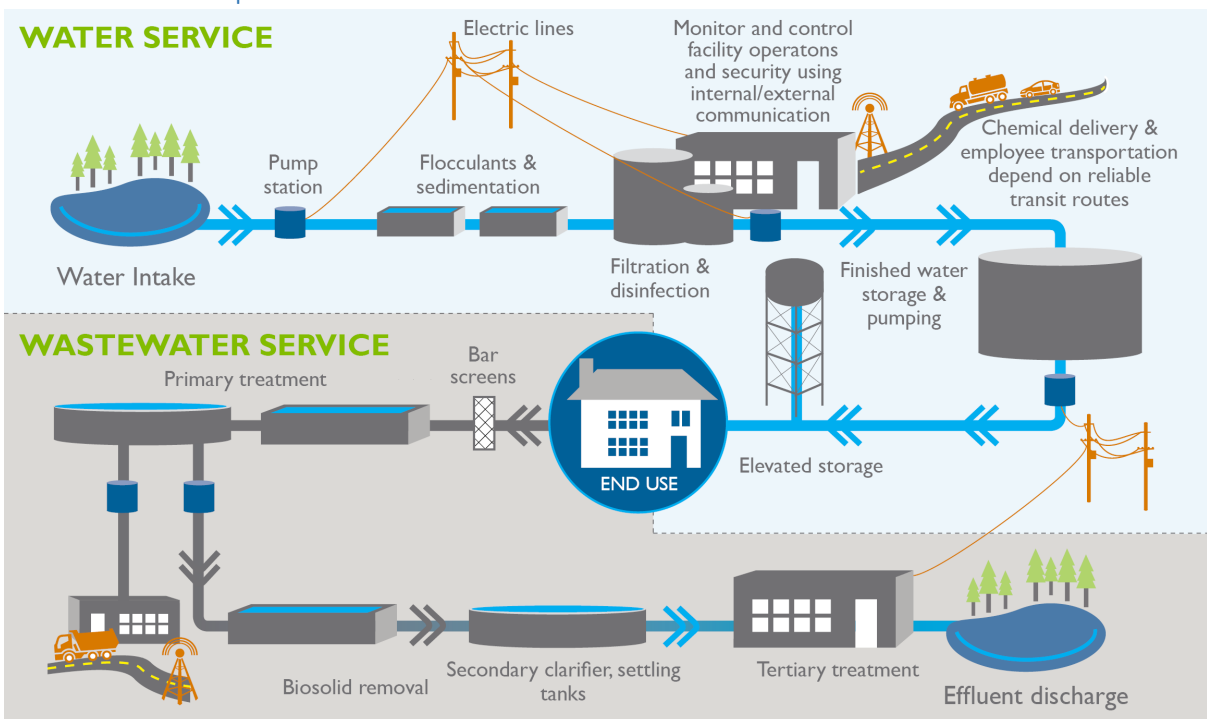 WATER SERVICE
Electric lines
Monitor and control
facility operatons
and security using
internal/external
communication
Chemical delivery &
employee transportation
depend on reliable
transit routes
Pump
station
Flocculants &
sedimentation
Water Intake
Filtration &
disinfection
Finished water
storage &
pumping
WASTEWATER SERVICE
Primary treatment
Bar
screens
END USE
Elevated storage
Biosolid removal
Secondary clarifier, settling
tanks
Tertiary treatment
Effluent discharge